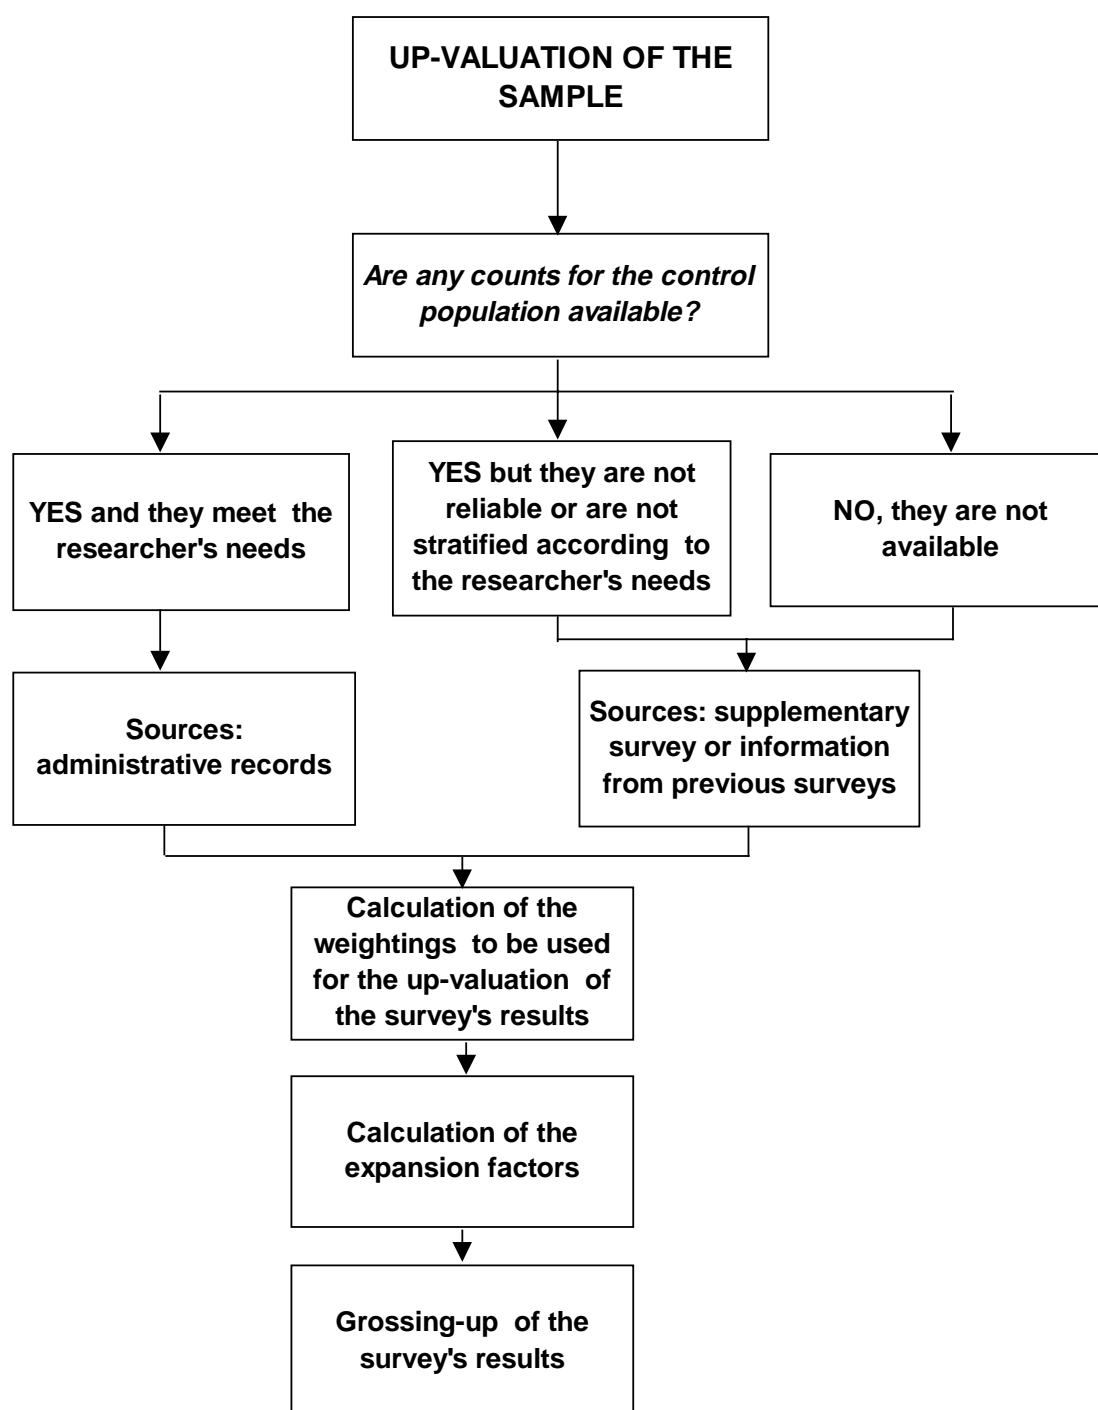 UP-VALUATION OF THE
SAMPLE
Are any counts for the control
population available?
YES and they meet the
researcher's needs
YES but they are not
reliable or are not
stratified according to
the researcher's needs
NO, they are not
available
Sources:
administrative records
Sources: supplementary
survey or information
from previous surveys
Calculation of the
weightings to be used
for the up-valuation of
the survey's results
Calculation of the
expansion factors
Grossing-up of the
survey's results